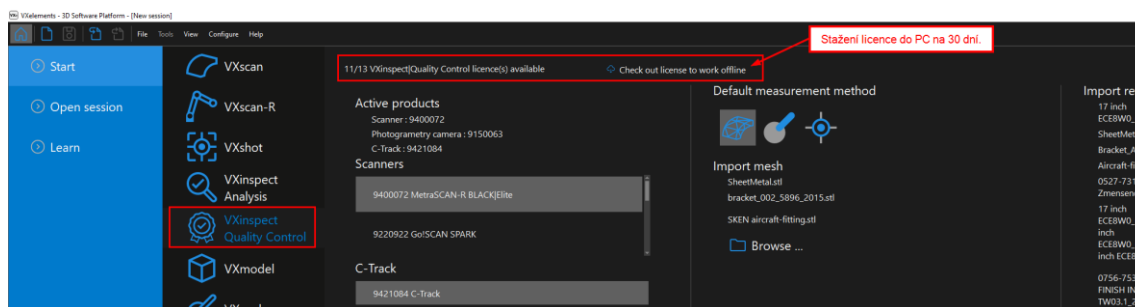 VXelements - 3D Software Platform - [New session]
File Tools View Configure Help
Stažení licence do PC na 30 dní.
Start
Open session
Learn
VXscan
VXscan-R
VXshot
VXinspect
Analysis
VXinspect
Quality Control
VXmodel
11/13 VXinspect|Quality Control licence(s) available
Check out license to work offline
Active products
Scanner : 9400072
Photogrametry camera : 9150063
C-Track : 9421084
Scanners
9400072 MetraSCAN-R BLACK|Elite
9220922 Go!SCAN SPARK
C-Track
9421084 C-Track
Default measurement method
Import mesh
SheetMetal.stl
bracket_002_5896_2015.stl
SKEN aircraft-fitting.stl
Browse ...
Import re
17 inch
ECE8W0_
SheetMet
Bracket_A
Aircraft-fi
0527-731
Zmensen
17 inch
ECE8W0_
inch
ECE8W0_
inch ECE8
0756-753
FINISH IN
TW03.1_